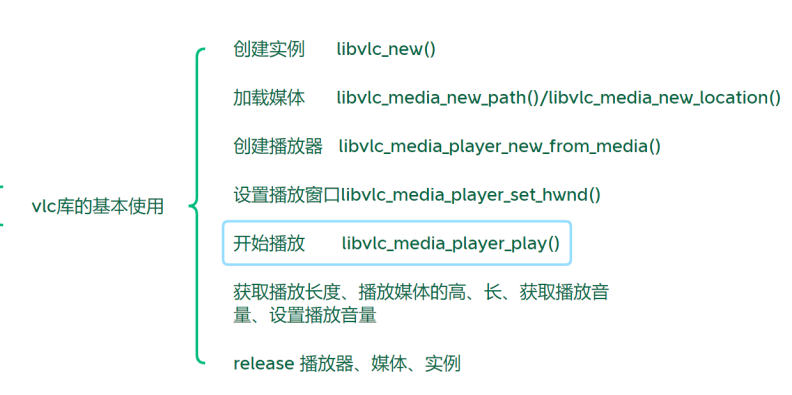 vlc库的基本使用
创建实例 libvlc_new()
加载媒体 libvlc_media_new_path()/libvlc_media_new_location()
创建播放器 libvlc_media_player_new_from_media()
设置播放窗口libvlc_media_player_set_hwnd()
开始播放 libvlc_media_player_play()
获取播放长度、播放媒体的高、长、获取播放音
量、设置播放音量
release 播放器、媒体、实例